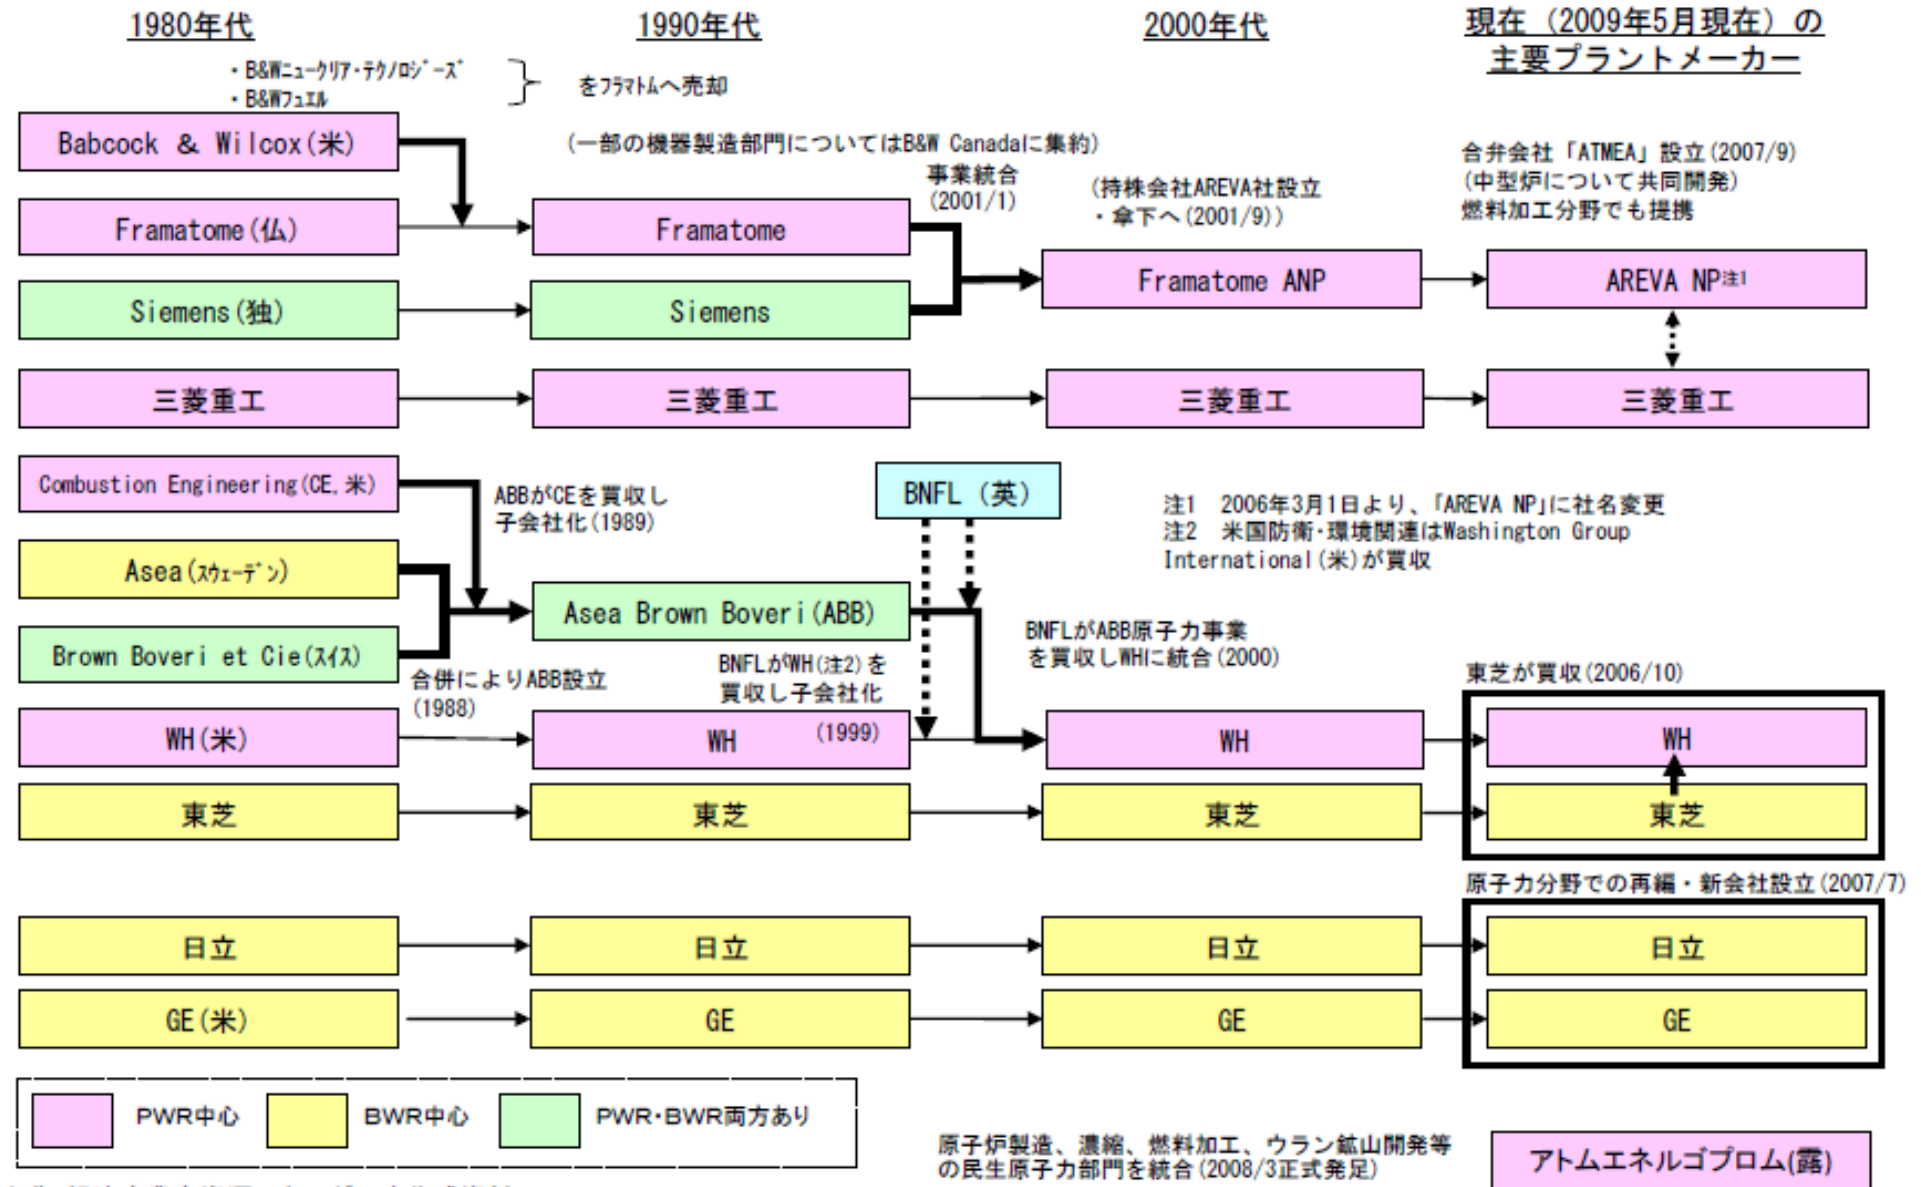 1980年代
1990年代
2000年代
現在（2009年5月現在）の
主要プラントメーカー
・B&Wﾆｭｰｸﾘｱ･ﾃｸﾉﾛｼﾞｰｽﾞ
・B&Wﾌｭｴﾙ
をﾌﾗﾏﾄﾑへ売却
Babcock & Wilcox(米)
(一部の機器製造部門についてはB&W Canadaに集約)
事業統合
(2001/1)
(持株会社AREVA社設立
・傘下へ(2001/9))
合弁会社「ATMEA」設立(2007/9)
(中型炉について共同開発)
燃料加工分野でも提携
Framatome(仏)
Framatome
Siemens(独)
Siemens
Framatome ANP
AREVA NP注1
三菱重工
三菱重工
三菱重工
三菱重工
Combustion Engineering(CE,米)
ABBがCEを買収し
子会社化(1989)
BNFL（英）
注1　2006年3月1日より、「AREVA NP」に社名変更
注2　米国防衛･環境関連はWashington Group
International(米)が買収
Asea(ｽｳｪｰﾃﾞﾝ)
Brown Boveri et Cie(ｽｲｽ)
Asea Brown Boveri(ABB)
合併によりABB設立
(1988)
BNFLがWH(注2)を
買収し子会社化
(1999)
BNFLがABB原子力事業
を買収しWHに統合(2000)
東芝が買収(2006/10)
WH(米)
WH
WH
WH
東芝
東芝
東芝
東芝
原子力分野での再編・新会社設立(2007/7)
日立
日立
日立
日立
GE(米)
GE
GE
GE
PWR中心
BWR中心
PWR･BWR両方あり
原子炉製造、濃縮、燃料加工、ウラン鉱山開発等
の民生原子力部門を統合(2008/3正式発足)
アトムエネルゴプロム(露)